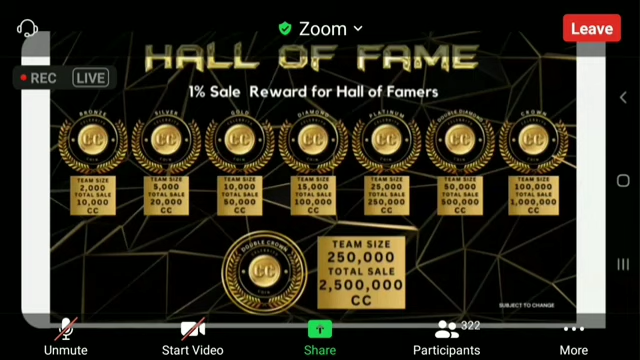 Zoom
Leave
REC
LIVE
HALL OF FAME
1% Sale Reward for Hall of Famers
BRONZE
SILVER
GOLD
DIAMOND
PLATINUM
DOUBLE DIAMOND
CROWN
CC
CC
CC
CC
CC
CC
CC
TEAM SIZE
2,000
TOTAL SALE
10,000
CC
TEAM SIZE
5,000
TOTAL SALE
20,000
CC
TEAM SIZE
10,000
TOTAL SALE
50,000
CC
TEAM SIZE
15,000
TOTAL SALE
100,000
CC
TEAM SIZE
25,000
TOTAL SALE
250,000
CC
TEAM SIZE
50,000
TOTAL SALE
500,000
CC
TEAM SIZE
100,000
TOTAL SALE
1,000,000
CC
DOUBLE CROWN
CC
TEAM SIZE
250,000
TOTAL SALE
2,500,000
CC
SUBJECT TO CHANGE
322
Unmute
Start Video
Share
Participants
More